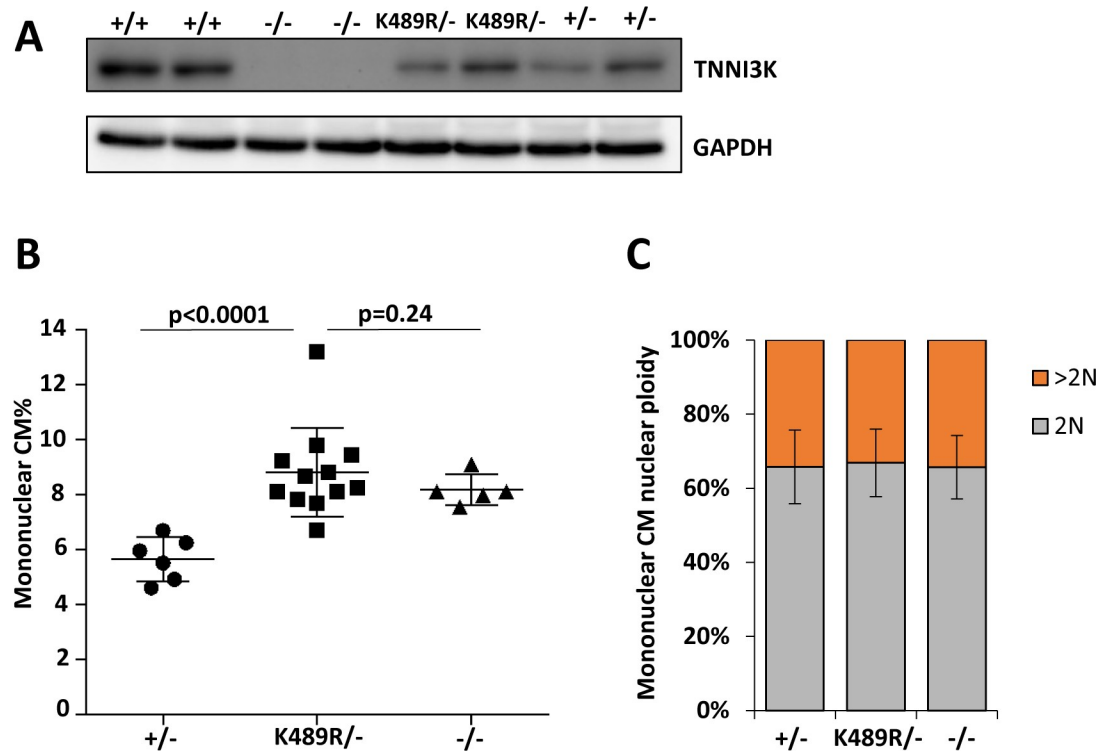 A
+/+ +/+ -/- -/- K489R/- K489R/- +/- +/-
TNNI3K
GAPDH
B
p<0.0001 p=0.24
Mononuclear CM%
14
12
10
8
6
4
2
0
+/- K489R/- -/-
C
Mononuclear CM nuclear ploidy
100%
80%
60%
40%
20%
0%
+/- K489R/- -/-
>2N
2N